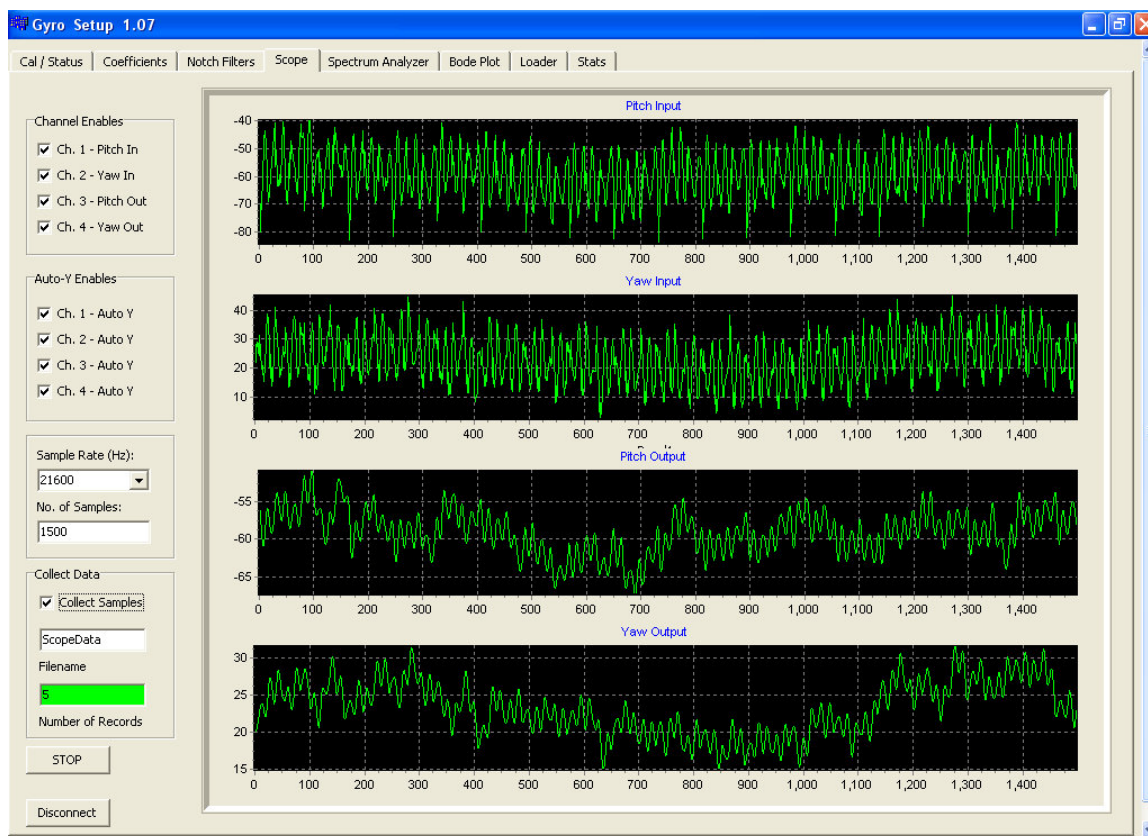 Gyro Setup 1.07
Cal / Status Coefficients Notch Filters Scope Spectrum Analyzer Bode Plot Loader Stats
Channel Enables
Ch. 1 - Pitch In
Ch. 2 - Yaw In
Ch. 3 - Pitch Out
Ch. 4 - Yaw Out
Auto-Y Enables
Ch. 1 - Auto Y
Ch. 2 - Auto Y
Ch. 3 - Auto Y
Ch. 4 - Auto Y
Sample Rate (Hz):
21600
No. of Samples:
1500
Collect Data
Collect Samples
ScopeData
Filename
5
Number of Records
STOP
Disconnect
Pitch Input
-40
-50
-60
-70
-80
0 100 200 300 400 500 600 700 800 900 1,000 1,100 1,200 1,300 1,400
Yaw Input
40
30
20
10
0 100 200 300 400 500 600 700 800 900 1,000 1,100 1,200 1,300 1,400
Pitch Output
-55
-60
-65
0 100 200 300 400 500 600 700 800 900 1,000 1,100 1,200 1,300 1,400
Yaw Output
30
25
20
15
0 100 200 300 400 500 600 700 800 900 1,000 1,100 1,200 1,300 1,400